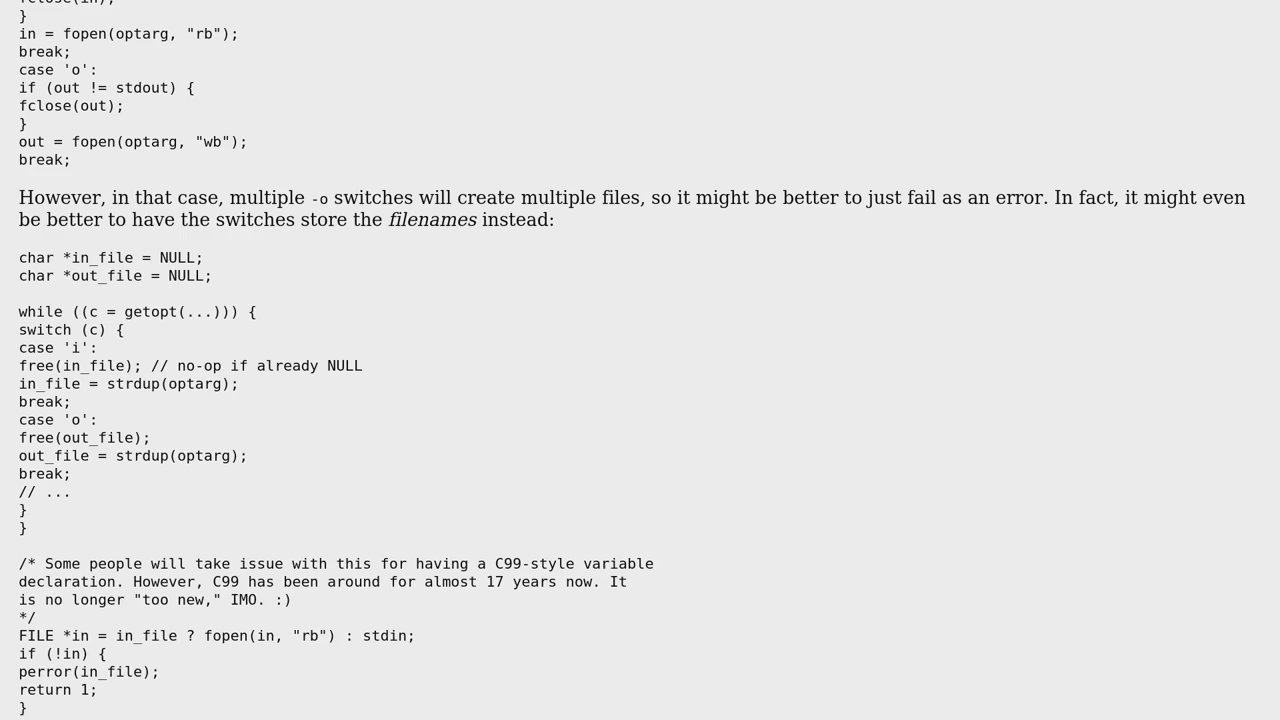 fclose(in);
}
in = fopen(optarg, "rb");
break;
case 'o':
if (out != stdout) {
fclose(out);
}
out = fopen(optarg, "wb");
break;
However, in that case, multiple -o switches will create multiple files, so it might be better to just fail as an error. In fact, it might even
be better to have the switches store the filenames instead:
char *in_file = NULL;
char *out_file = NULL;
while ((c = getopt(...))) {
switch (c) {
case 'i':
free(in_file); // no-op if already NULL
in_file = strdup(optarg);
break;
case 'o':
free(out_file);
out_file = strdup(optarg);
break;
// ...
}
}
/* Some people will take issue with this for having a C99-style variable
declaration. However, C99 has been around for almost 17 years now. It
is no longer "too new," IMO. :)
*/
FILE *in = in_file ? fopen(in, "rb") : stdin;
if (!in) {
perror(in_file);
return 1;
}